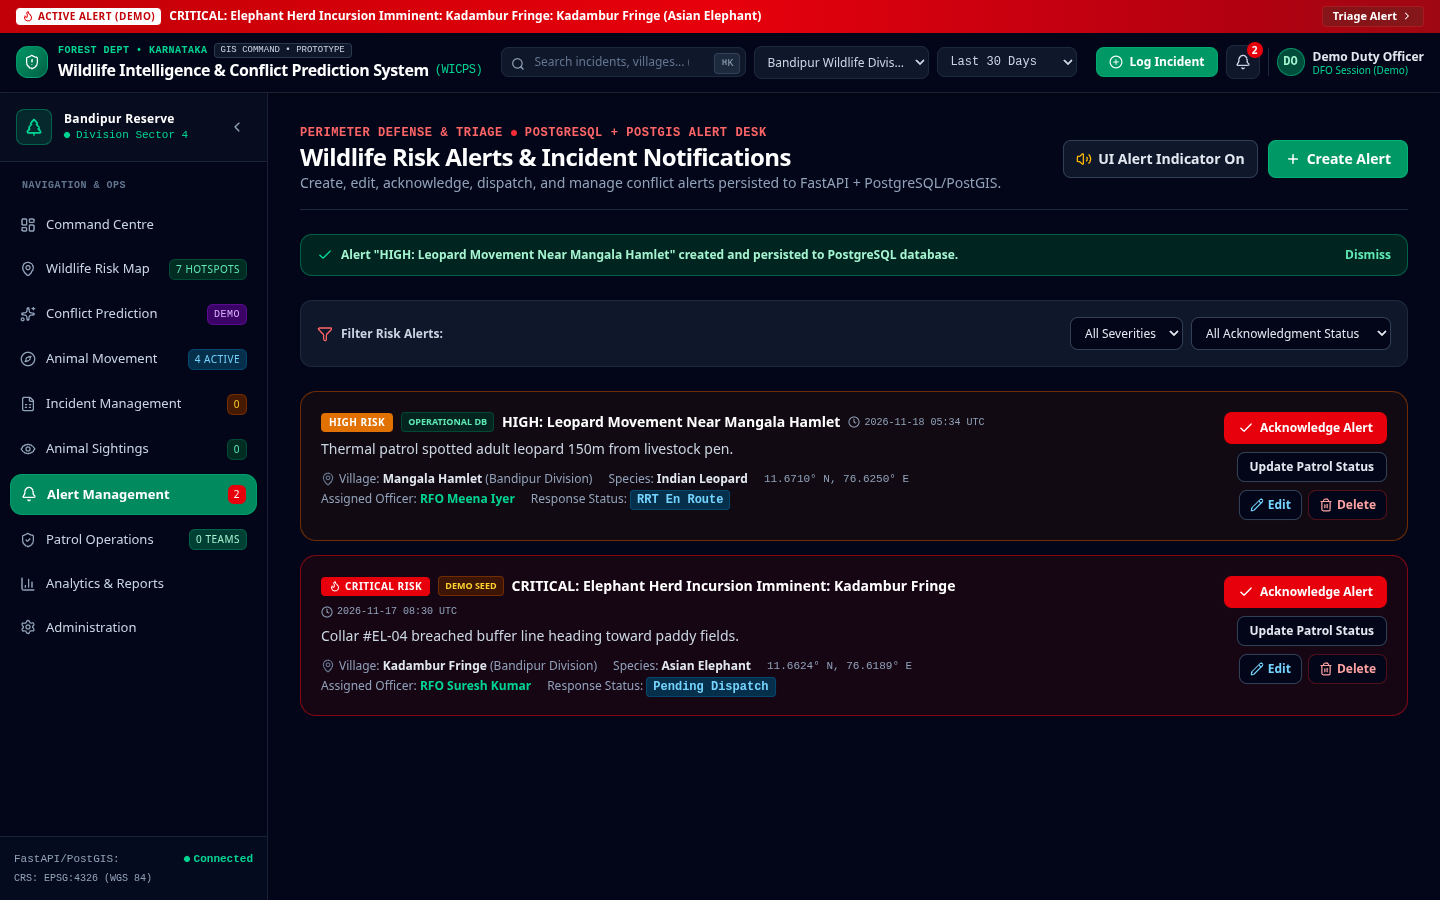 ACTIVE ALERT (DEMO) CRITICAL: Elephant Herd Incursion Imminent: Kadambur Fringe: Kadambur Fringe (Asian Elephant) Triage Alert
FOREST DEPT • KARNATAKA GIS COMMAND • PROTOTYPE
Wildlife Intelligence & Conflict Prediction System (WICPS)
Search incidents, villages... ⌘K
Bandipur Wildlife Divis...
Last 30 Days
Log Incident
2
DO
Demo Duty Officer
DFO Session (Demo)
Bandipur Reserve
Division Sector 4
NAVIGATION & OPS
Command Centre
Wildlife Risk Map 7 HOTSPOTS
Conflict Prediction DEMO
Animal Movement 4 ACTIVE
Incident Management 0
Animal Sightings 0
Alert Management 2
Patrol Operations 0 TEAMS
Analytics & Reports
Administration
FastAPI/PostGIS: Connected
CRS: EPSG:4326 (WGS 84)
PERIMETER DEFENSE & TRIAGE ● POSTGRESQL + POSTGIS ALERT DESK
Wildlife Risk Alerts & Incident Notifications
Create, edit, acknowledge, dispatch, and manage conflict alerts persisted to FastAPI + PostgreSQL/PostGIS.
UI Alert Indicator On
Create Alert
Alert "HIGH: Leopard Movement Near Mangala Hamlet" created and persisted to PostgreSQL database. Dismiss
Filter Risk Alerts: All Severities All Acknowledgment Status
HIGH RISK OPERATIONAL DB HIGH: Leopard Movement Near Mangala Hamlet 2026-11-18 05:34 UTC
Thermal patrol spotted adult leopard 150m from livestock pen.
Village: Mangala Hamlet (Bandipur Division) Species: Indian Leopard 11.6710° N, 76.6250° E
Assigned Officer: RFO Meena Iyer Response Status: RRT En Route
Acknowledge Alert
Update Patrol Status
Edit Delete
CRITICAL RISK DEMO SEED CRITICAL: Elephant Herd Incursion Imminent: Kadambur Fringe
2026-11-17 08:30 UTC
Collar #EL-04 breached buffer line heading toward paddy fields.
Village: Kadambur Fringe (Bandipur Division) Species: Asian Elephant 11.6624° N, 76.6189° E
Assigned Officer: RFO Suresh Kumar Response Status: Pending Dispatch
Acknowledge Alert
Update Patrol Status
Edit Delete